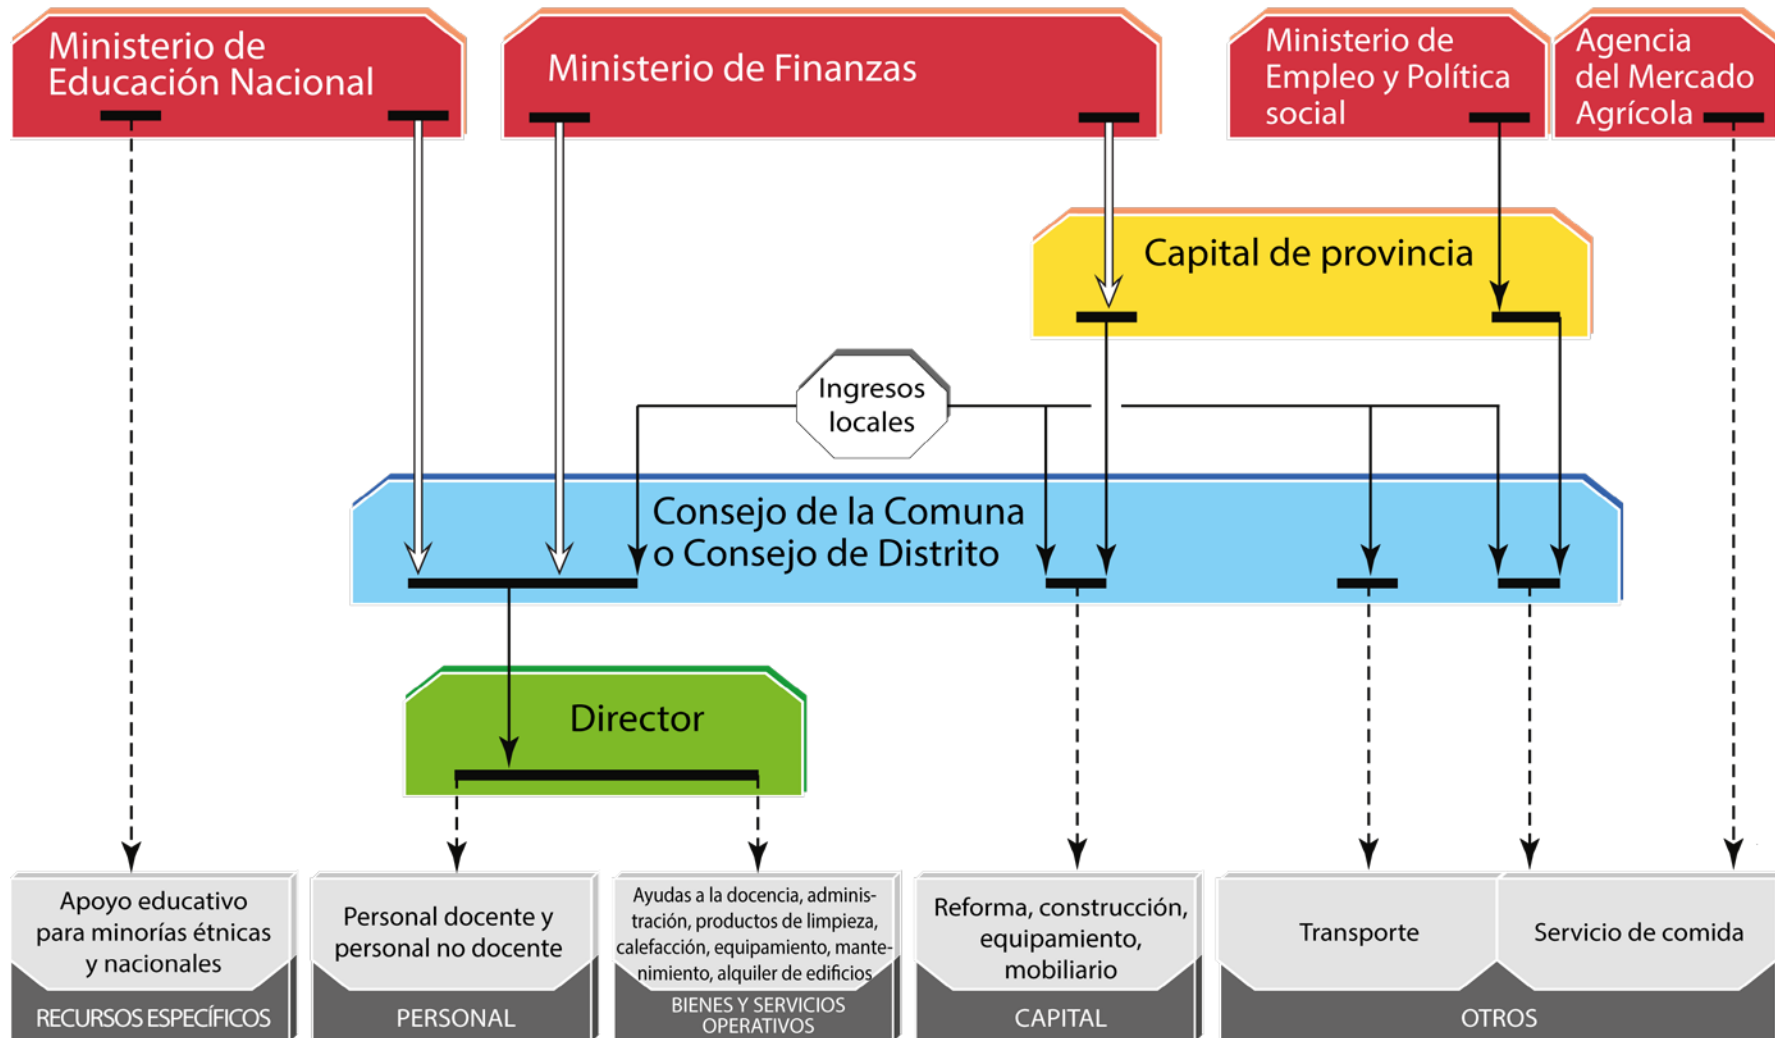 Ministerio de
Educación Nacional
Ministerio de Finanzas
Ministerio de
Empleo y Política
social
Agencia
del Mercado
Agrícola
Capital de provincia
Ingresos
locales
Consejo de la Comuna
o Consejo de Distrito
Director
Apoyo educativo
para minorías étnicas
y nacionales
RECURSOS ESPECÍFICOS
Personal docente y
personal no docente
PERSONAL
Ayudas a la docencia, adminis-
tración, productos de limpieza,
calefacción, equipamiento, mante-
nimiento, alquiler de edificios
BIENES Y SERVICIOS
OPERATIVOS
Reforma, construcción,
equipamiento,
mobiliario
CAPITAL
Transporte
Servicio de comida
OTROS